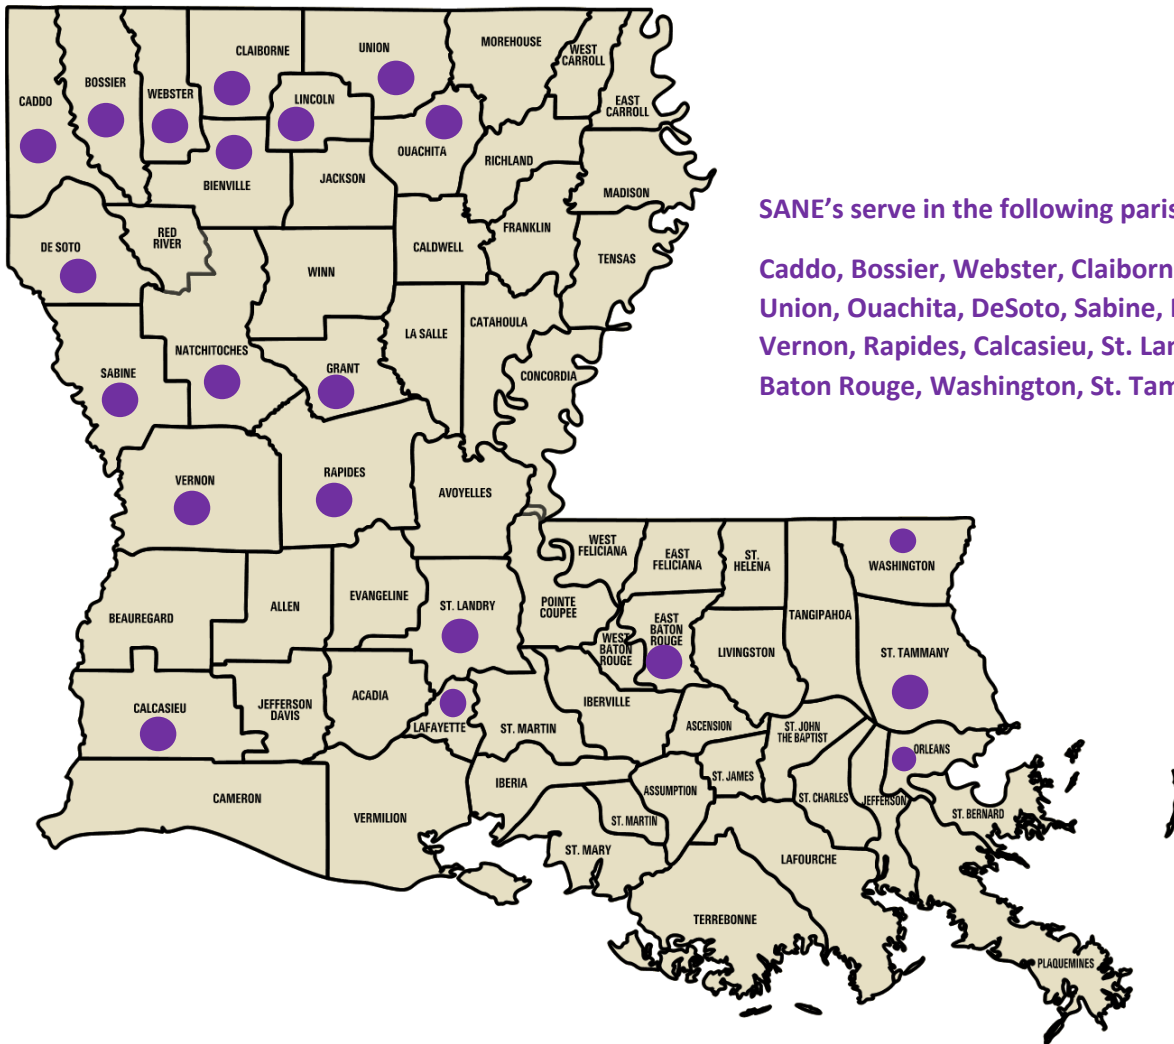 CLAIBORNE
UNION
MOREHOUSE
WEST
CARROLL
BOSSIER
WEBSTER
CADDO
LINCOLN
EAST
CARROLL
OUACHITA
RICHLAND
BIENVILLE
JACKSON
MADISON
SANE's serve in the following
Caddo, Bossier, Webster,
Union, Ouachita, DeSoto, Sabine,
Vernon, Rapides, Calcasieu, St.
Baton Rouge, Washington, St.
RED
RIVER
DE SOTO
FRANKLIN
CALDWELL
WINN
TENSAS
LA SALLE
CATAHOULA
NATCHITOCHES
SABINE
GRANT
CONCORDIA
VERNON
RAPIDES
AVOYELLES
WEST
FELICIANA
EAST
FELICIANA
ST.
HELENA
WASHINGTON
BEAUREGARD
ALLEN
EVANGELINE
ST. LANDRY
POINTE
COUPEE
EAST
BATON
ROUGE
TANGIPAHOA
WEST
BATON
ROUGE
LIVINGSTON
ST. TAMMANY
CALCASIEU
JEFFERSON
DAVIS
ACADIA
LAFAYETTE
ST. MARTIN
IBERVILLE
ASCENSION
ST. JOHN
THE BAPTIST
ORLEANS
CAMERON
VERMILION
IBERIA
ST. JAMES
ASSUMPTION
ST. CHARLES
JEFFERSON
ST. BERNARD
ST. MARTIN
ST. MARY
LAFOURCHE
TERREBONNE
PLAQUEMINES